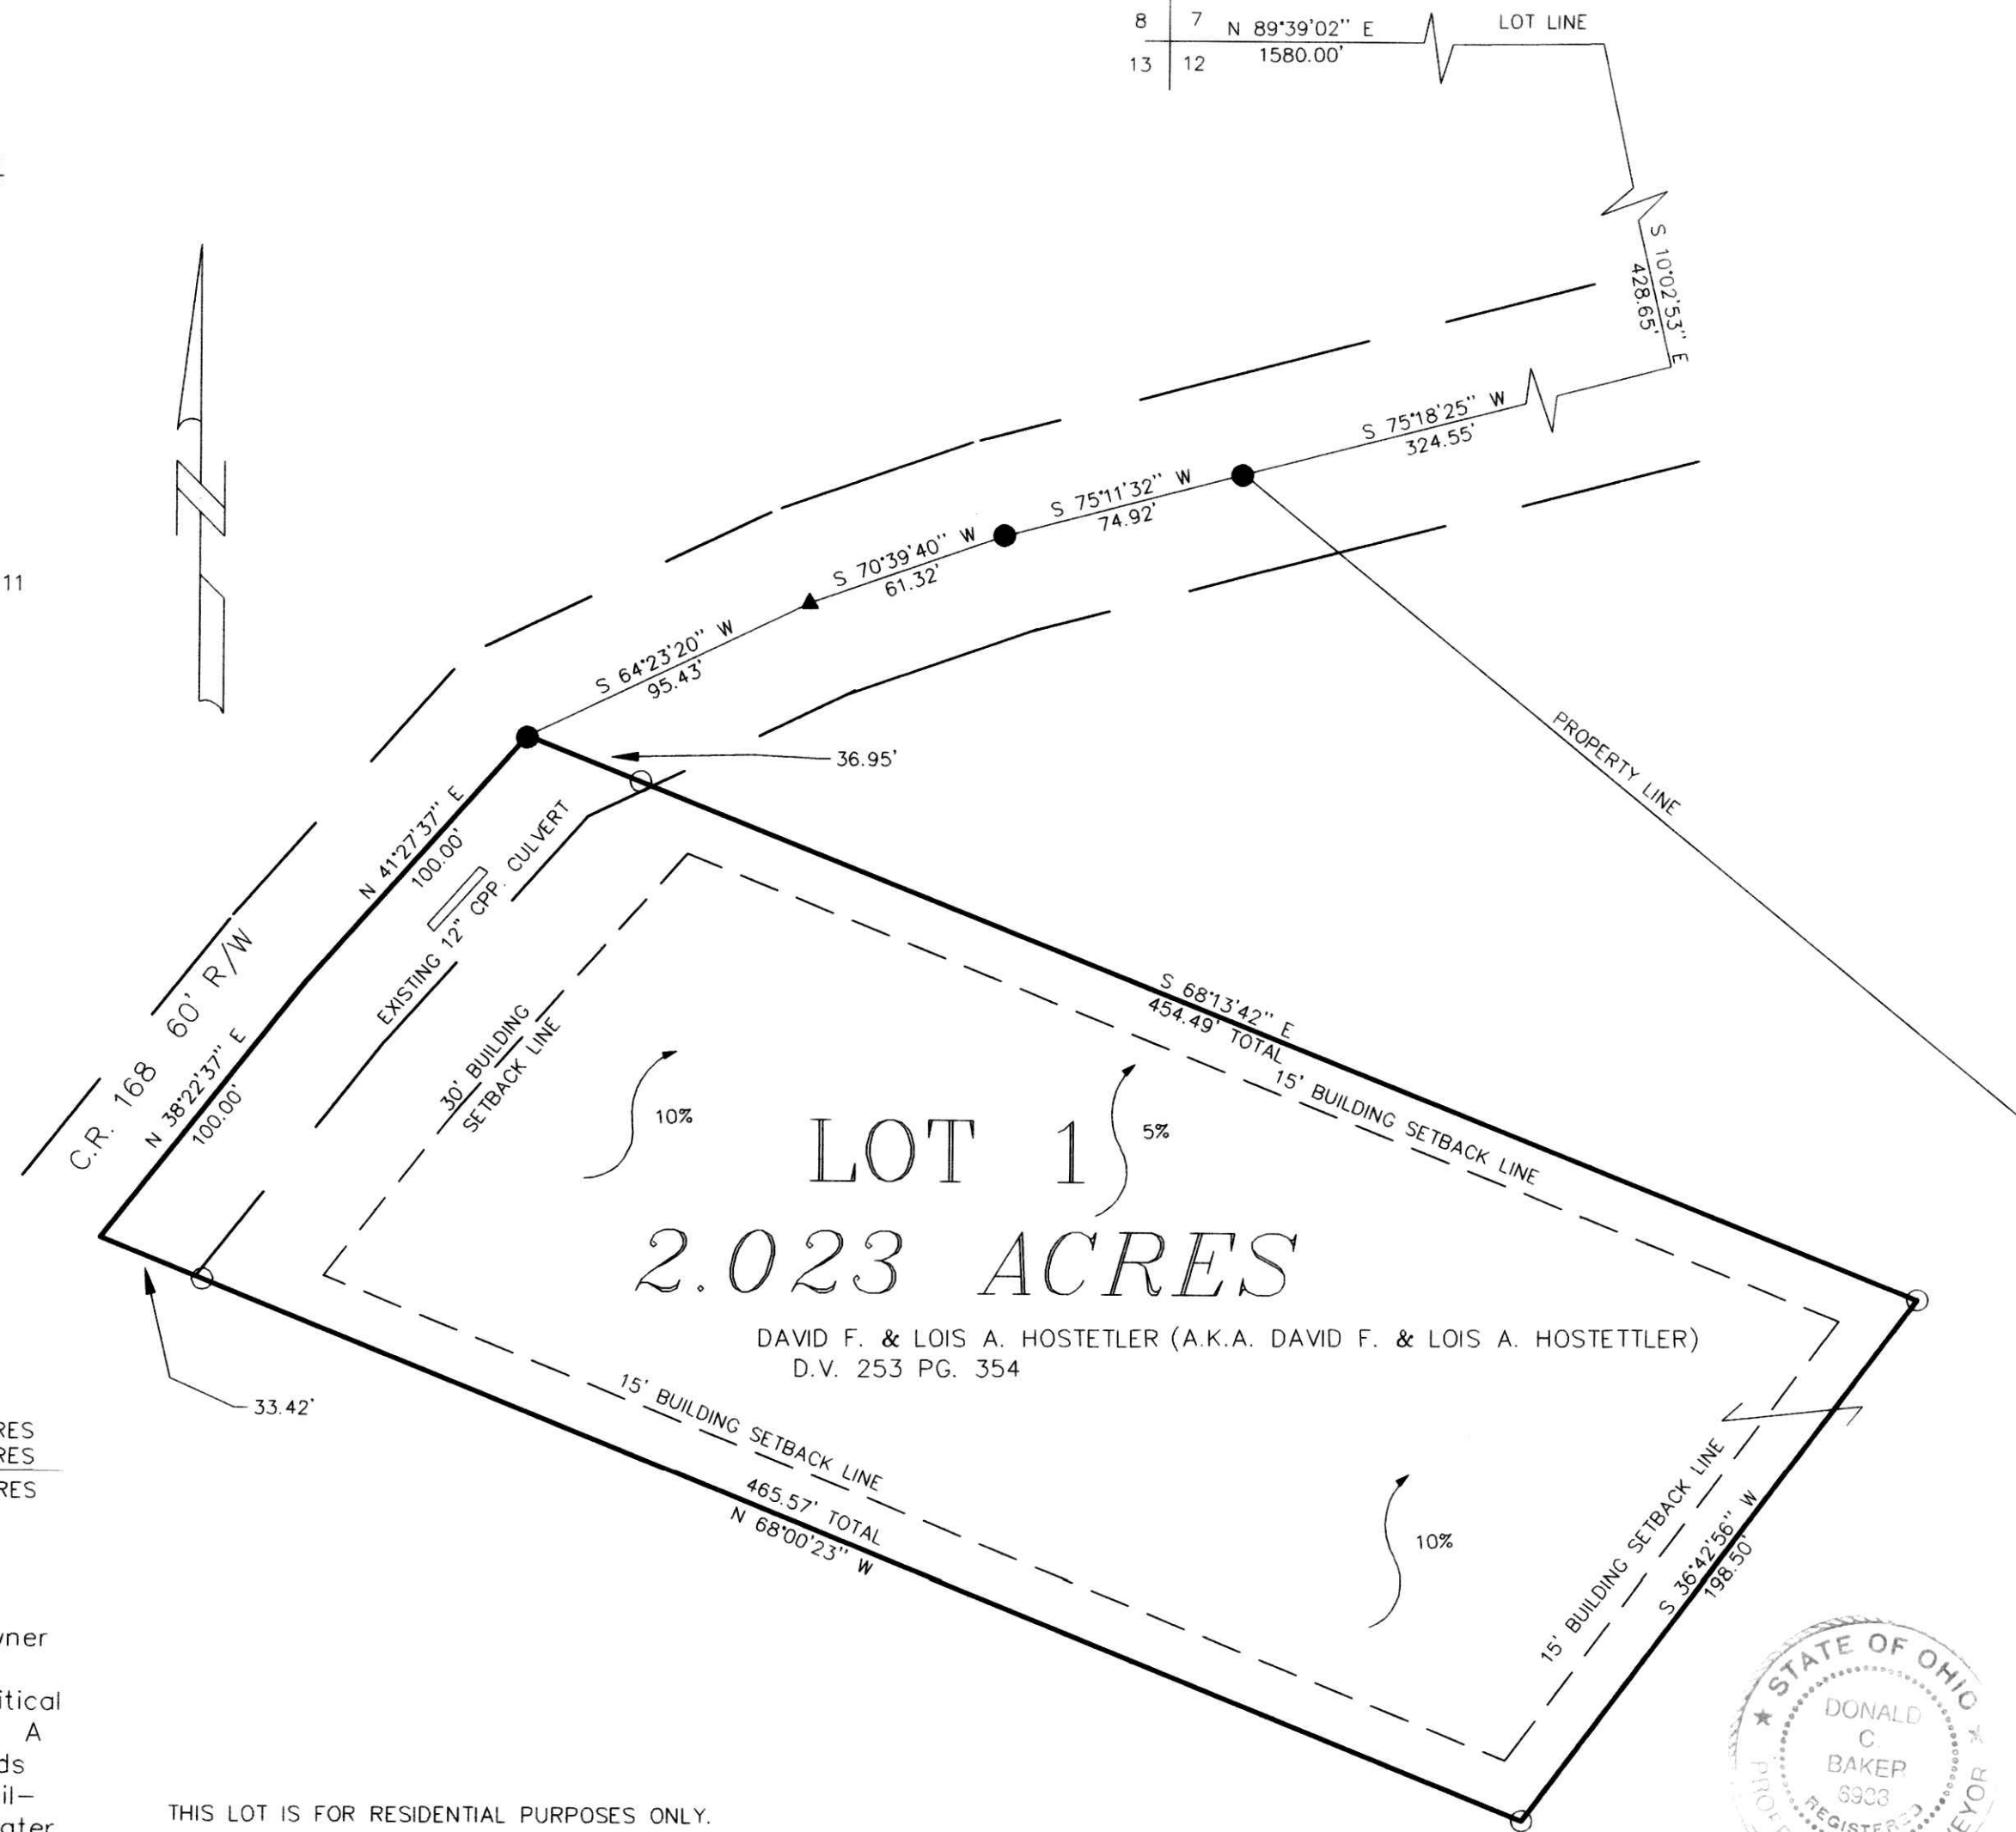 8 7
13 12
N 89°39'02" E
1580.00'
LOT LINE
S 10°02'53" E
428.65'
S 75°18'25" W
324.55'
S 75°11'32" W
74.92'
S 70°39'40" W
61.32'
S 64°23'20" W
95.43'
N
11
36.95'
PROPERTY LINE
N 41°27'37" E
100.00'
EXISTING 12" CPP. CULVERT
C.R. 168 60' R/W
N 38°22'37" E
100.00'
30' BUILDING
SETBACK LINE
S 68°13'42" E
454.49' TOTAL
15' BUILDING SETBACK LINE
10%
5%
LOT 1
2.023 ACRES
DAVID F. & LOIS A. HOSTETLER (A.K.A. DAVID F. & LOIS A. HOSTETTLER)
D.V. 253 PG. 354
33.42'
15' BUILDING SETBACK LINE
465.57' TOTAL
N 68°00'23" W
10%
15' BUILDING SETBACK LINE
S 36°42'56" W
198.50'
RES
RES
RES
wner
itical
A
ds
il-
ater
THIS LOT IS FOR RESIDENTIAL PURPOSES ONLY.
★ STATE OF OHIO ★
DONALD
C.
BAKER
REGISTERED